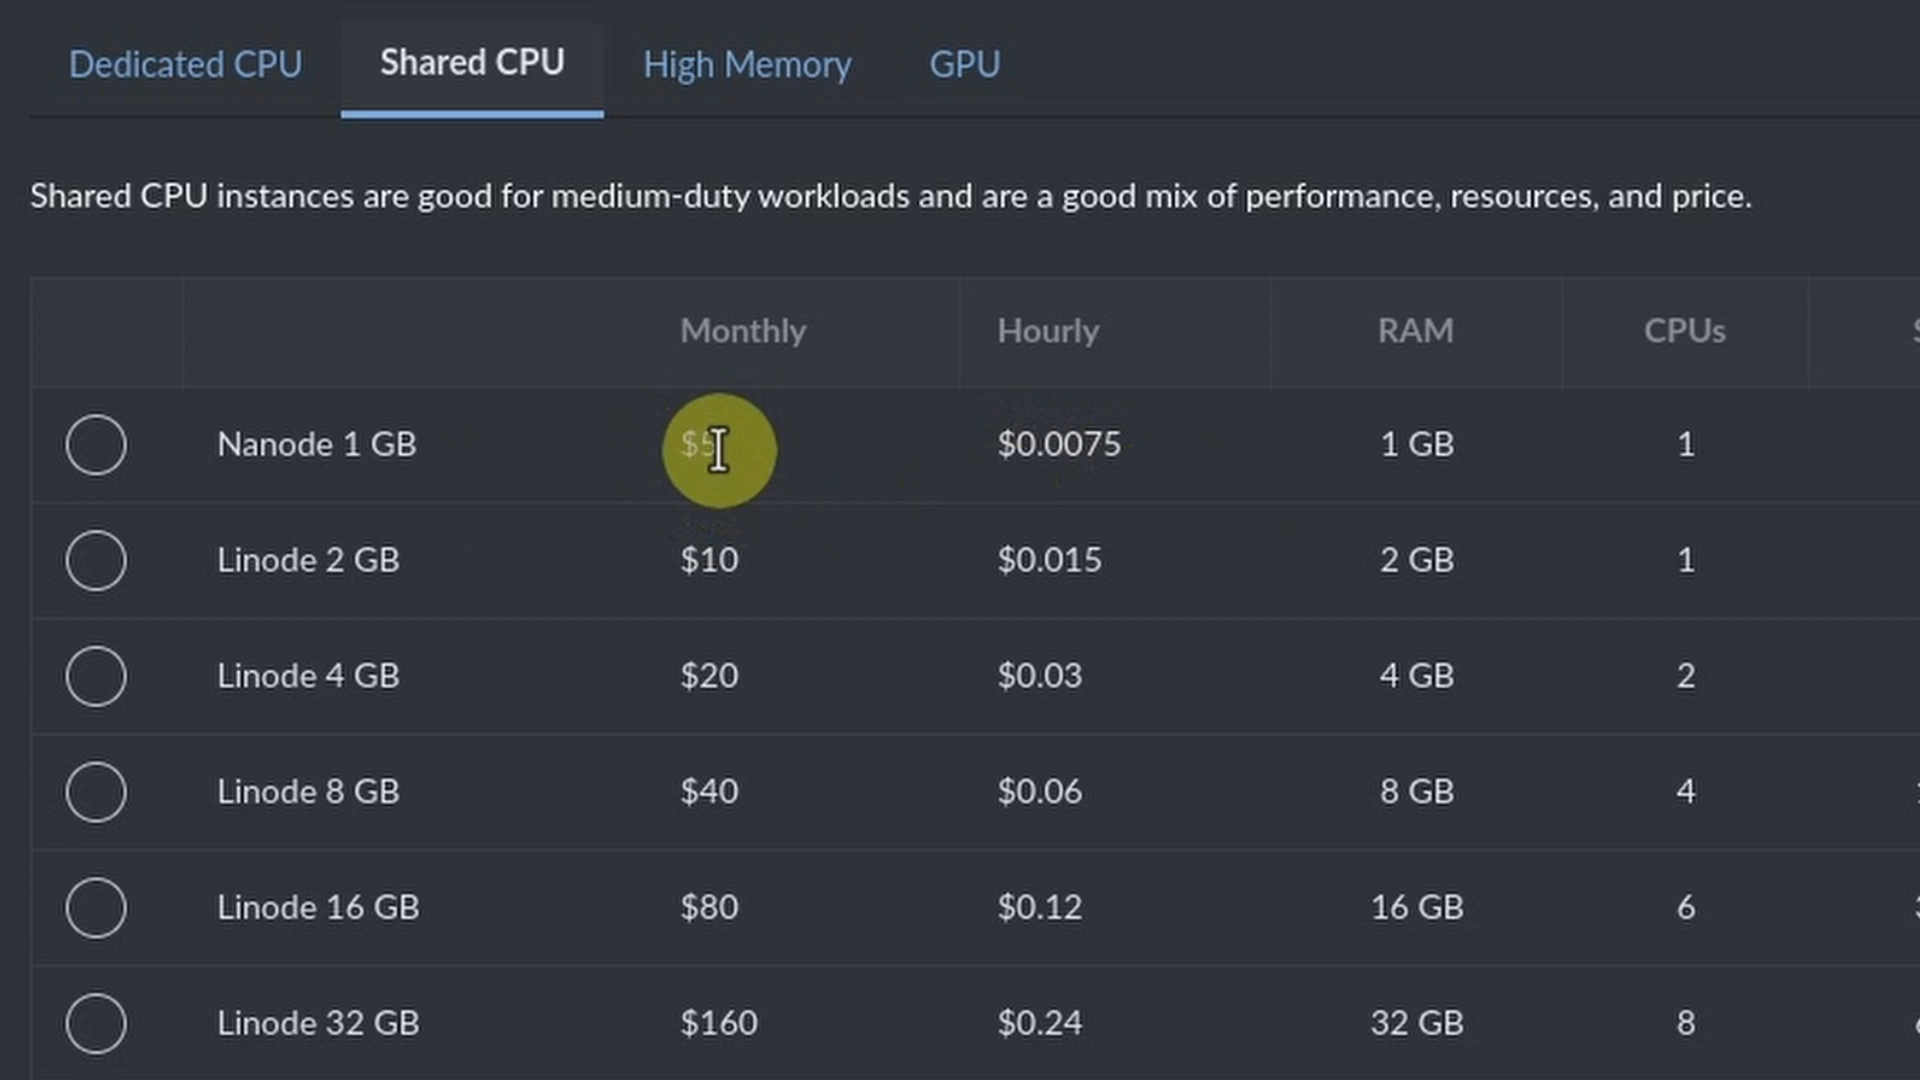 Dedicated CPU Shared CPU High Memory GPU
Shared CPU instances are good for medium-duty workloads and are a good mix of performance, resources, and price.
Monthly Hourly RAM CPUs
Nanode 1 GB $5 $0.0075 1 GB 1
Linode 2 GB $10 $0.015 2 GB 1
Linode 4 GB $20 $0.03 4 GB 2
Linode 8 GB $40 $0.06 8 GB 4
Linode 16 GB $80 $0.12 16 GB 6
Linode 32 GB $160 $0.24 32 GB 8